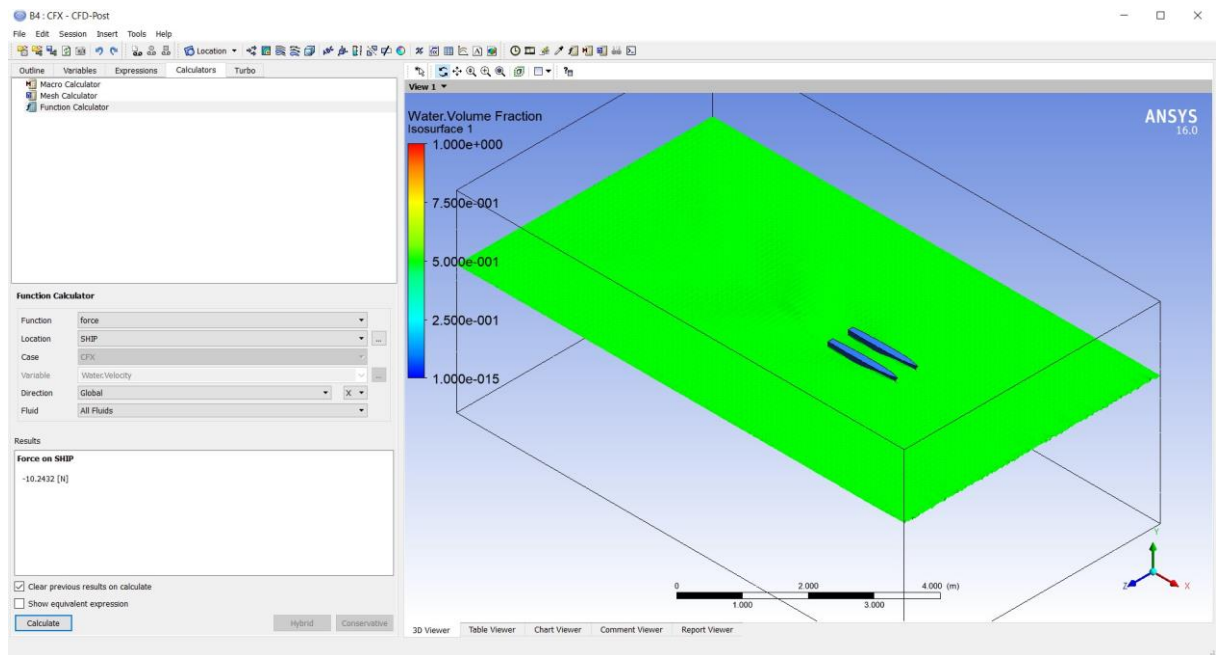 B4 : CFX - CFD-Post
File Edit Session Insert Tools Help
Location
Outline Variables Expressions Calculators Turbo
Macro Calculator
Mesh Calculator
Function Calculator
Function Calculator
Function force
Location SHIP ...
Case CFX
Variable Water.Velocity ...
Direction Global X
Fluid All Fluids
Results
Force on SHIP
-10.2432 [N]
Clear previous results on calculate
Show equivalent expression
Calculate Hybrid Conservative
View 1
Water.Volume Fraction
Isosurface 1
1.000e+000
7.500e-001
5.000e-001
2.500e-001
1.000e-015
ANSYS
16.0
0 2.000 4.000 (m)
1.000 3.000
Y
Z X
3D Viewer Table Viewer Chart Viewer Comment Viewer Report Viewer